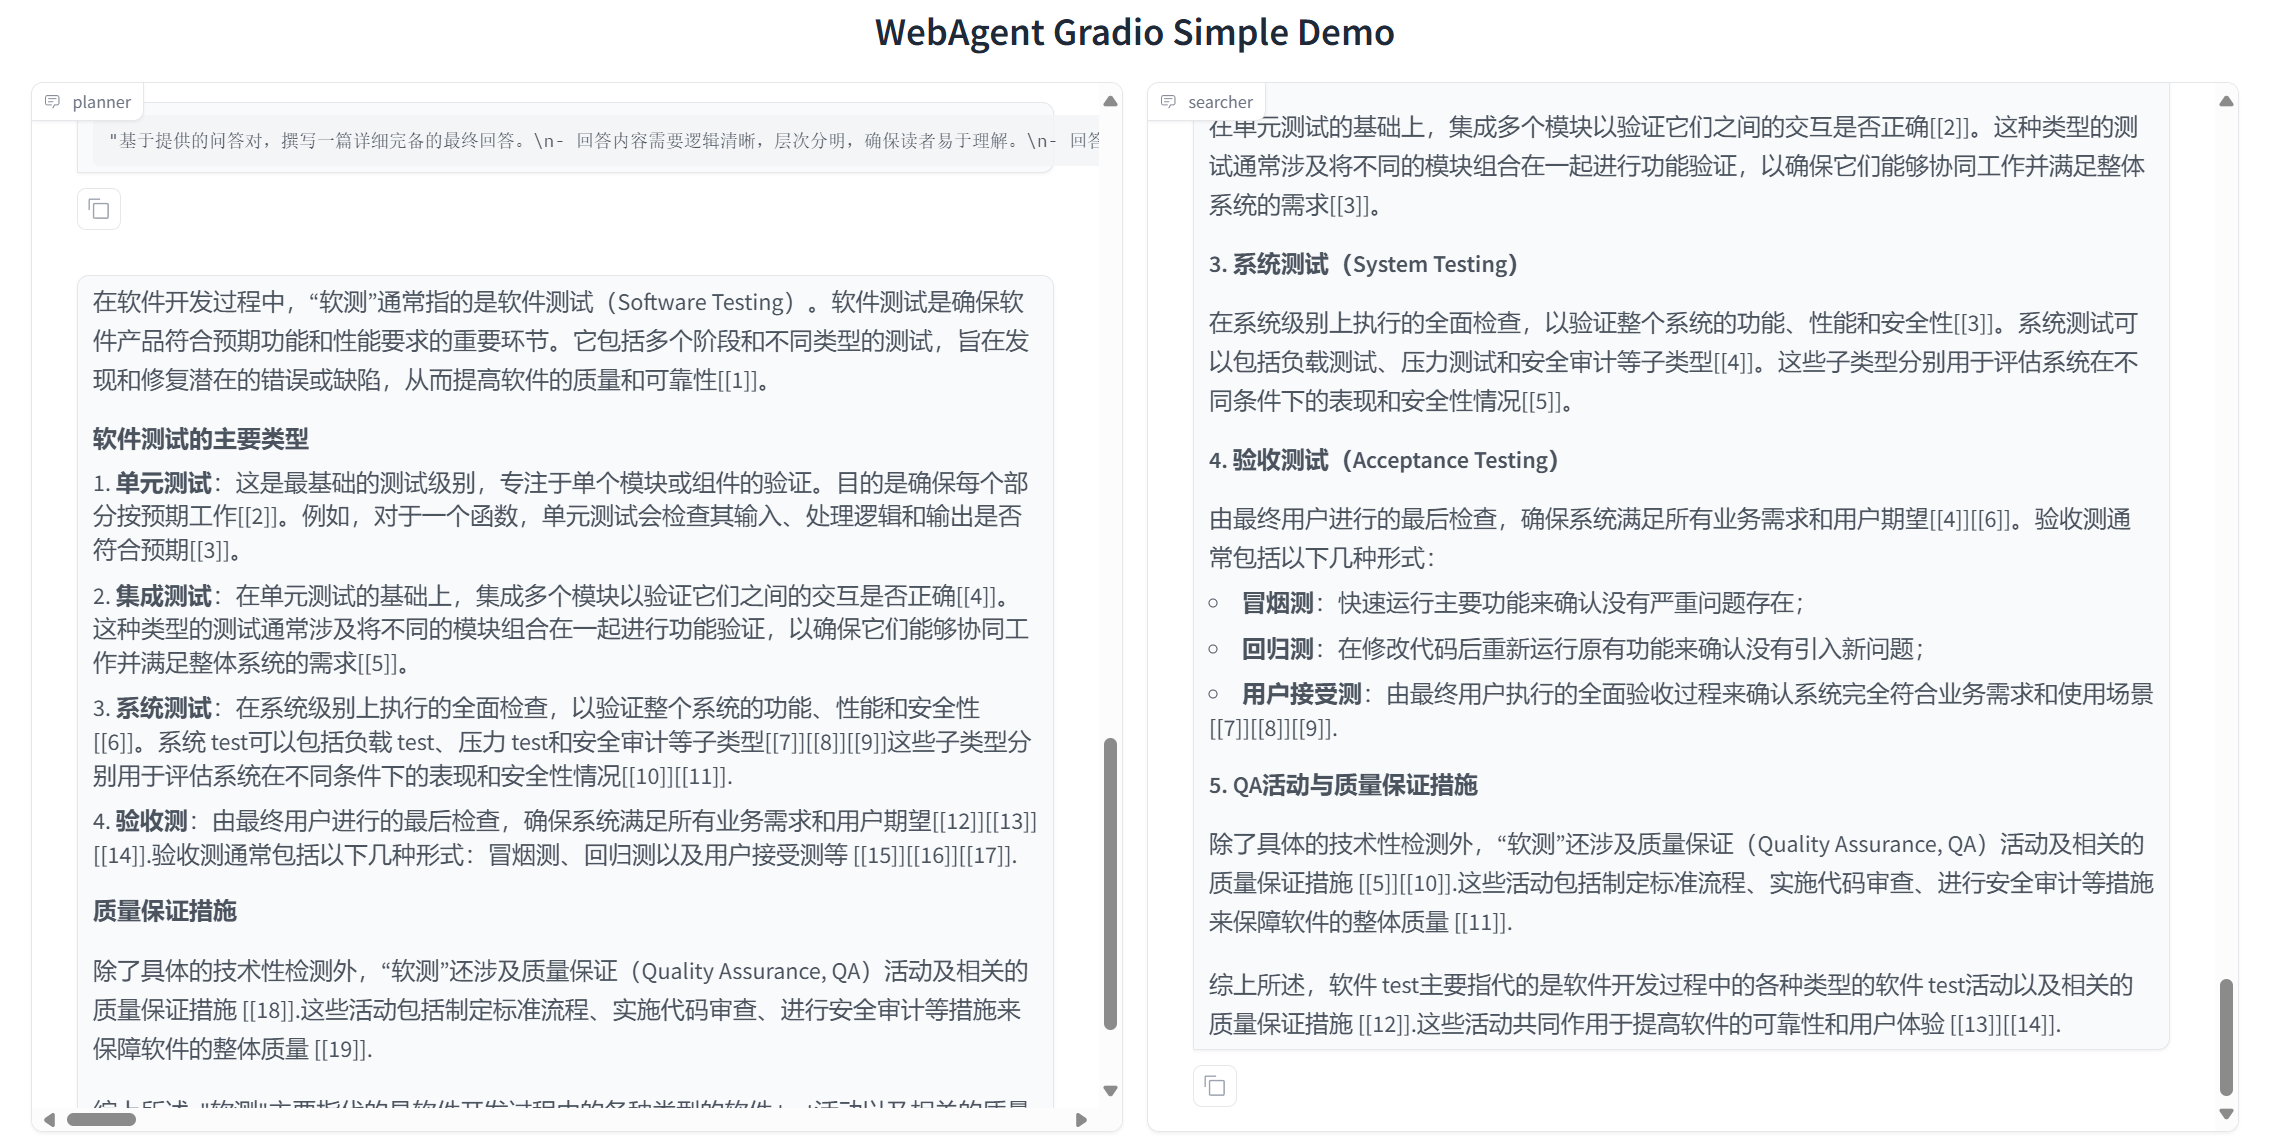 WebAgent Gradio Simple Demo
planner
"基于提供的问答对，撰写一篇详细完备的最终回答。\n- 回答内容需要逻辑清晰，层次分明，确保读者易于理解。\n- 回答
在软件开发过程中，“软测”通常指的是软件测试（Software Testing）。软件测试是确保软
件产品符合预期功能和性能要求的重要环节。它包括多个阶段和不同类型的测试，旨在发
现和修复潜在的错误或缺陷，从而提高软件的质量和可靠性[[1]]。
软件测试的主要类型
1. 单元测试：这是最基础的测试级别，专注于单个模块或组件的验证。目的是确保每个部
分按预期工作[[2]]。例如，对于一个函数，单元测试会检查其输入、处理逻辑和输出是否
符合预期[[3]]。
2. 集成测试：在单元测试的基础上，集成多个模块以验证它们之间的交互是否正确[[4]]。
这种类型的测试通常涉及将不同的模块组合在一起进行功能验证，以确保它们能够协同工
作并满足整体系统的需求[[5]]。
3. 系统测试：在系统级别上执行的全面检查，以验证整个系统的功能、性能和安全性
[[6]]。系统 test可以包括负载 test、压力 test和安全审计等子类型[[7]][[8]][[9]]这些子类型分
别用于评估系统在不同条件下的表现和安全性情况[[10]][[11]].
4. 验收测：由最终用户进行的最后检查，确保系统满足所有业务需求和用户期望[[12]][[13]]
[[14]].验收测通常包括以下几种形式：冒烟测、回归测以及用户接受测等 [[15]][[16]][[17]].
质量保证措施
除了具体的技术性检测外，“软测”还涉及质量保证（Quality Assurance, QA）活动及相关的
质量保证措施 [[18]].这些活动包括制定标准流程、实施代码审查、进行安全审计等措施来
保障软件的整体质量 [[19]].
综上所述，"软测"主要指代的是软件开发过程中的各种类型的软件 test活动以及相关的质量
searcher
在单元测试的基础上，集成多个模块以验证它们之间的交互是否正确[[2]]。这种类型的测
试通常涉及将不同的模块组合在一起进行功能验证，以确保它们能够协同工作并满足整体
系统的需求[[3]]。
3. 系统测试（System Testing）
在系统级别上执行的全面检查，以验证整个系统的功能、性能和安全性[[3]]。系统测试可
以包括负载测试、压力测试和安全审计等子类型[[4]]。这些子类型分别用于评估系统在不
同条件下的表现和安全性情况[[5]]。
4. 验收测试（Acceptance Testing）
由最终用户进行的最后检查，确保系统满足所有业务需求和用户期望[[4]][[6]]。验收测通
常包括以下几种形式：
冒烟测：快速运行主要功能来确认没有严重问题存在；
回归测：在修改代码后重新运行原有功能来确认没有引入新问题；
用户接受测：由最终用户执行的全面验收过程来确认系统完全符合业务需求和使用场景
[[7]][[8]][[9]].
5. QA活动与质量保证措施
除了具体的技术性检测外，“软测”还涉及质量保证（Quality Assurance, QA）活动及相关的
质量保证措施 [[5]][[10]].这些活动包括制定标准流程、实施代码审查、进行安全审计等措施
来保障软件的整体质量 [[11]].
综上所述，软件 test主要指代的是软件开发过程中的各种类型的软件 test活动以及相关的
质量保证措施 [[12]].这些活动共同作用于提高软件的可靠性和用户体验 [[13]][[14]].